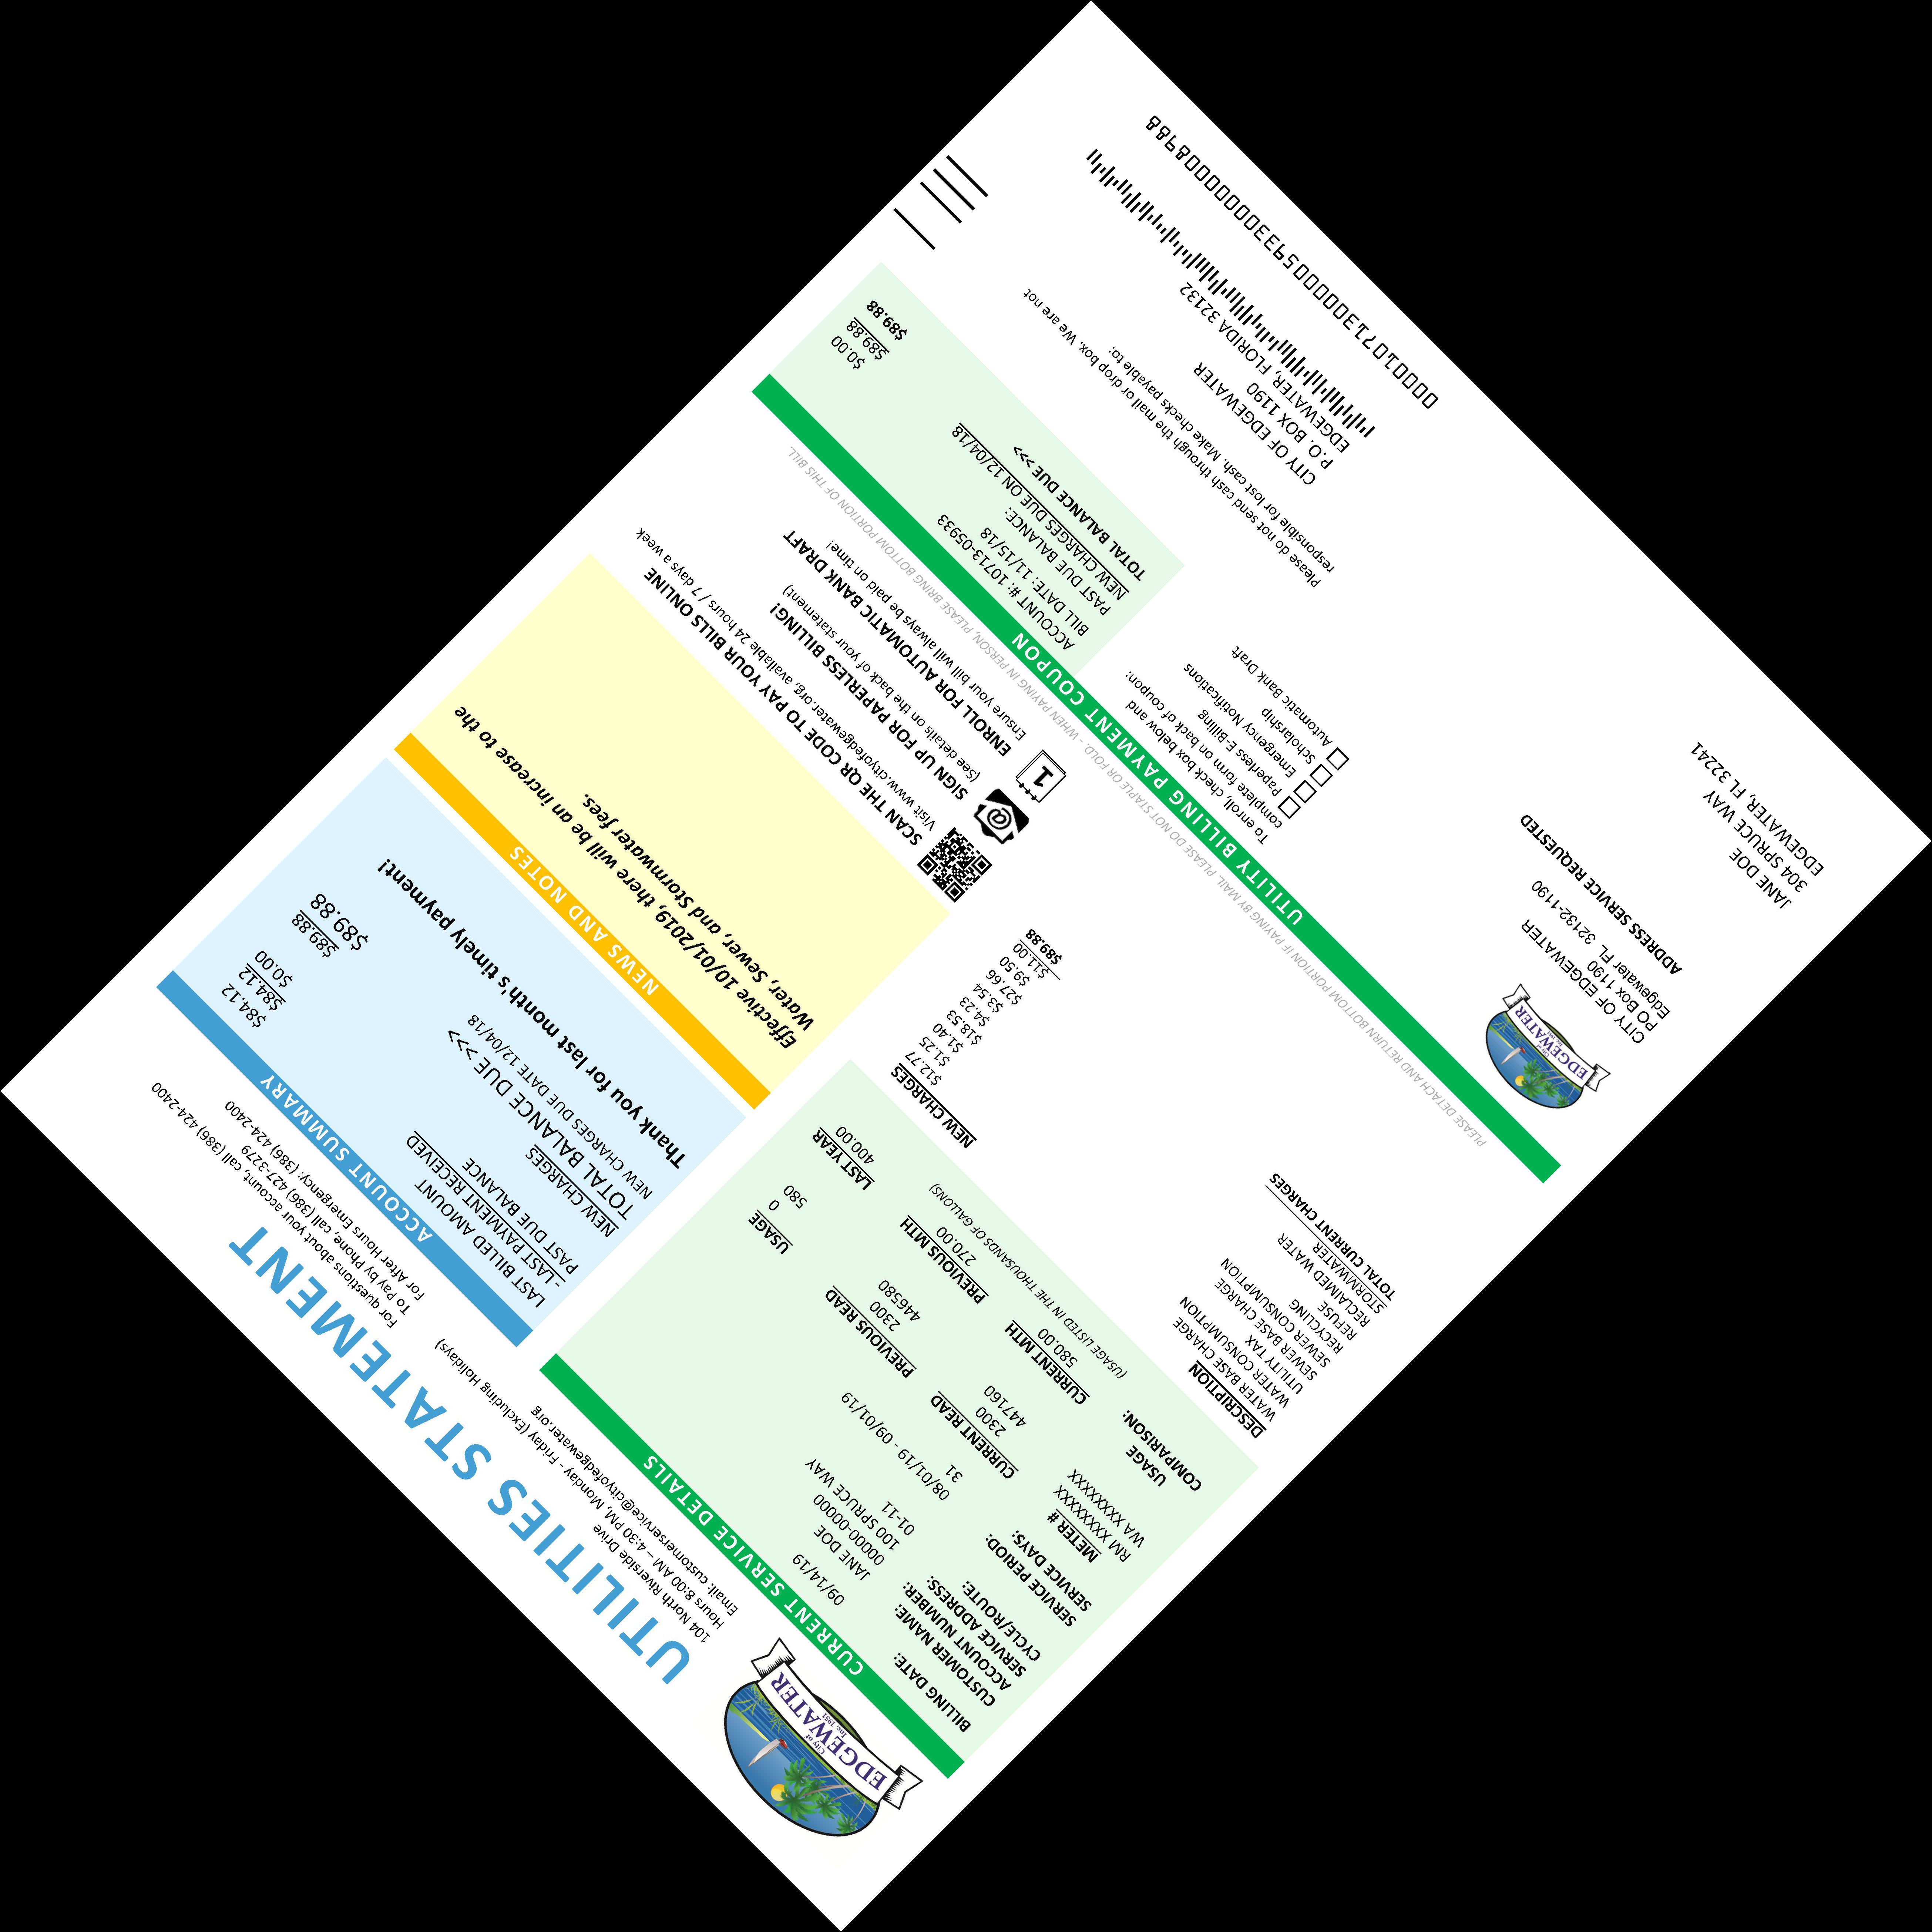 City of
EDGEWATER
Inc. 1951
UTILITIES STATEMENT
104 North Riverside Drive
Hours 8:00 AM – 4:30 PM, Monday - Friday (Excluding Holidays)
Email: customerservice@cityofedgewater.org
For questions about your account, call (386) 424-2400
To Pay by Phone, call (386) 427-3279
For After Hours Emergency: (386) 424-2400
CURRENT SERVICE DETAILS
BILLING DATE: 09/14/19
CUSTOMER NAME: JANE DOE
ACCOUNT NUMBER: 00000-00000
SERVICE ADDRESS: 100 SPRUCE WAY
CYCLE/ROUTE: 01-11
SERVICE PERIOD: 08/01/19 - 09/01/19
SERVICE DAYS: 31
METER # CURRENT READ PREVIOUS READ USAGE
RM XXXXXXXX 2300 2300 0
WA XXXXXXXX 447160 446580 580
USAGE
COMPARISON:
CURRENT MTH PREVIOUS MTH LAST YEAR
580.00 270.00 400.00
(USAGE LISTED IN THE THOUSANDS OF GALLONS)
ACCOUNT SUMMARY
LAST BILLED AMOUNT $84.12
-LAST PAYMENT RECEIVED $84.12
PAST DUE BALANCE $0.00
NEW CHARGES $89.88
TOTAL BALANCE DUE >>> $89.88
NEW CHARGES DUE DATE 12/04/18
Thank you for last month's timely payment!
NEWS AND NOTES
Effective 10/01/2019, there will be an increase to the
Water, Sewer, and Stormwater fees.
DESCRIPTION NEW CHARGES
WATER BASE CHARGE $12.77
WATER CONSUMPTION $1.25
UTILITY TAX $1.40
SEWER BASE CHARGE $18.53
SEWER CONSUMPTION $4.23
RECYCLING $3.54
REFUSE $27.66
RECLAIMED WATER $9.50
STORMWATER $11.00
TOTAL CURRENT CHARGES $89.88
SCAN THE QR CODE TO PAY YOUR BILLS ONLINE
Visit www.cityofedgewater.org, available 24 hours / 7 days a week
@
SIGN UP FOR PAPERLESS BILLING!
(See details on the back of your statement)
1
ENROLL FOR AUTOMATIC BANK DRAFT
Ensure your bill will always be paid on time!
PLEASE DETACH AND RETURN BOTTOM PORTION IF PAYING BY MAIL. PLEASE DO NOT STAPLE OR FOLD. - WHEN PAYING IN PERSON, PLEASE BRING BOTTOM PORTION OF THIS BILL.
UTILITY BILLING PAYMENT COUPON
City of
EDGEWATER
CITY OF EDGEWATER
PO Box 1190
Edgewater FL 32132-1190
ADDRESS SERVICE REQUESTED
To enroll, check box below and
complete form on back of coupon:
Paperless E-Billing
Emergency Notifications
Scholarship
Automatic Bank Draft
ACCOUNT #: 10713-05933
BILL DATE: 11/15/18
PAST DUE BALANCE: $0.00
NEW CHARGES DUE ON 12/04/18 $89.88
TOTAL BALANCE DUE >>> $89.88
Please do not send cash through the mail or drop box. We are not
responsible for lost cash. Make checks payable to:
JANE DOE
304 SPRUCE WAY
EDGEWATER, FL 32241
CITY OF EDGEWATER
P.O. BOX 1190
EDGEWATER, FLORIDA 32132